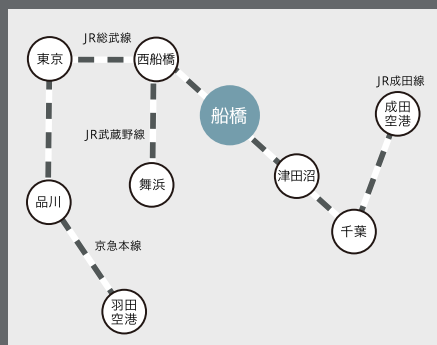 JR総武線
東京
西船橋
JR成田線
成田
空港
船橋
JR武蔵野線
津田沼
舞浜
品川
千葉
京急本線
羽田
空港